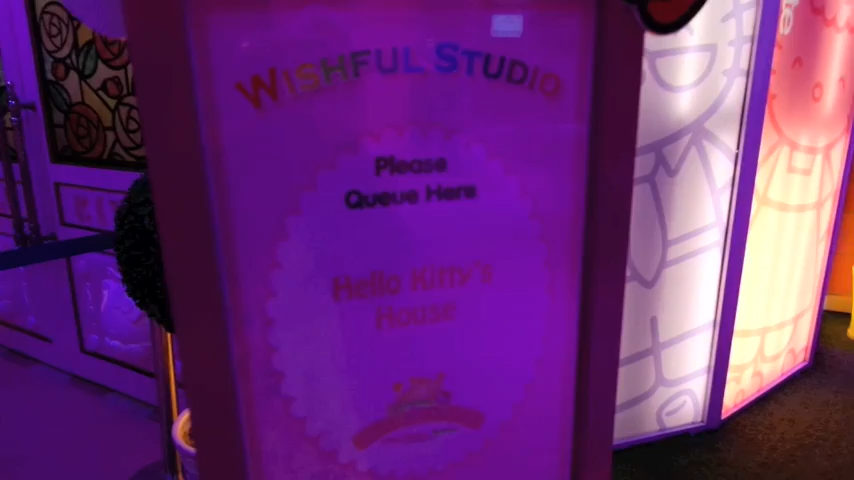 WISHFUL STUDIO
Please
Queue Here
Hello Kitty's
House